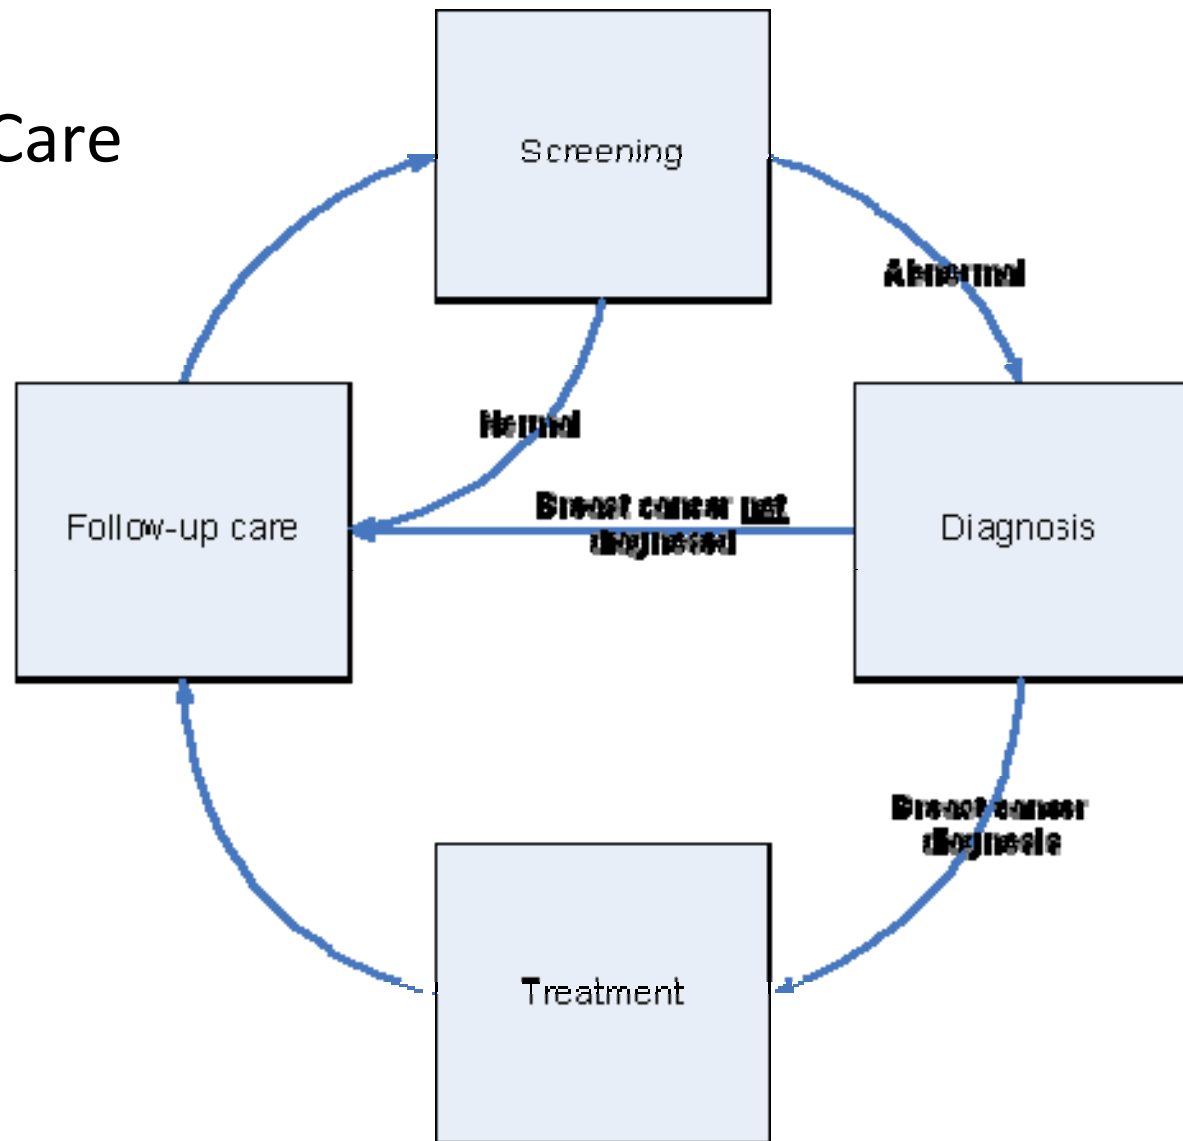 Care
Screening
Abnormal
Normal
Breast cancer not
diagnosed
Follow-up care
Diagnosis
Breast cancer
diagnosis
Treatment